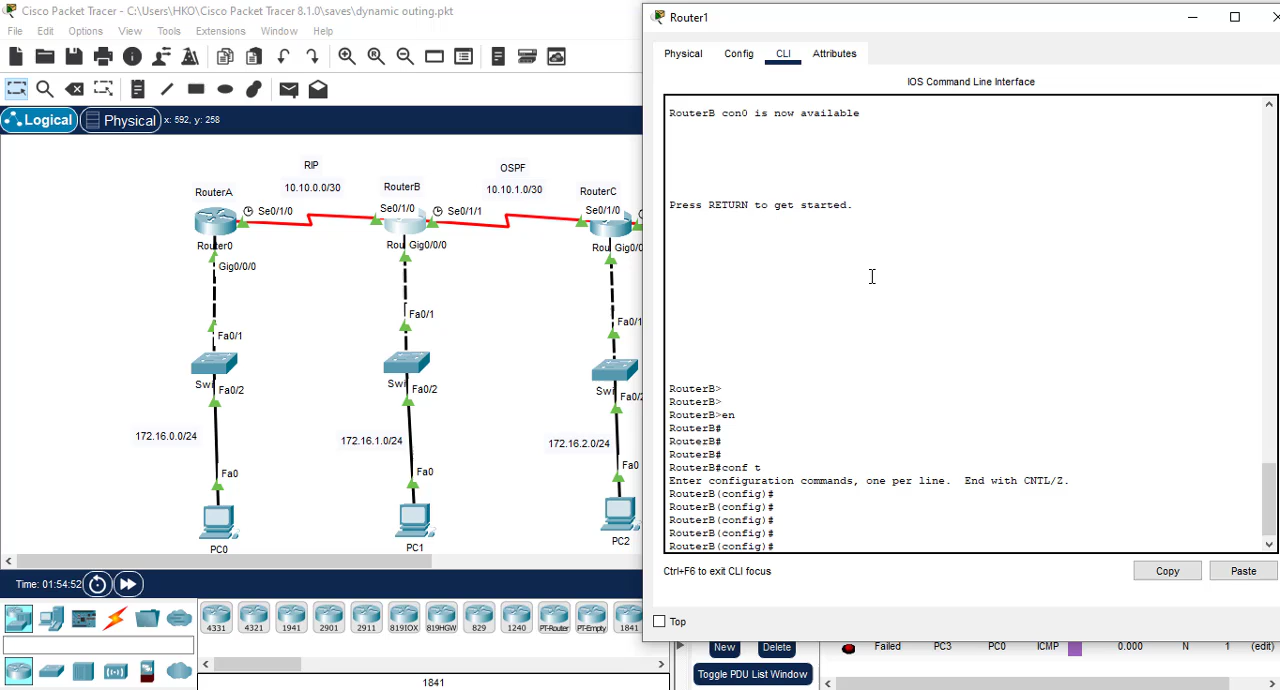 Cisco Packet Tracer - C:\Users\HKO\Cisco Packet Tracer 8.1.0\saves\dynamic outing.pkt
File Edit Options View Tools Extensions Window Help
Logical Physical x: 592, y: 258
RIP
OSPF
10.10.0.0/30
RouterB
10.10.1.0/30
RouterA
RouterC
Se0/1/0
Se0/1/0
Se0/1/1
Se0/1/0
Router0
Rou
Gig0/0/0
Rou
Gig0/0
Gig0/0/0
Fa0/1
Fa0/1
Fa0/1
Swi
Fa0/2
Swi
Fa0/2
Swi
Fa0/2
172.16.0.0/24
172.16.1.0/24
172.16.2.0/24
Fa0
Fa0
Fa0
PC0
PC1
PC2
Time: 01:54:52
4331 4321 1941 2901 2911 819IOX 819HGW 829 1240 PT-Router PT-Empty 1841
1841
Router1
Physical Config CLI Attributes
IOS Command Line Interface
RouterB con0 is now available
Press RETURN to get started.
RouterB>
RouterB>
RouterB>en
RouterB#
RouterB#
RouterB#
RouterB#conf t
Enter configuration commands, one per line.  End with CNTL/Z.
RouterB(config)#
RouterB(config)#
RouterB(config)#
RouterB(config)#
RouterB(config)#
Ctrl+F6 to exit CLI focus
Copy
Paste
Top
New Delete
Toggle PDU List Window
Failed PC3 PC0 ICMP 0.000 N 1 (edit)